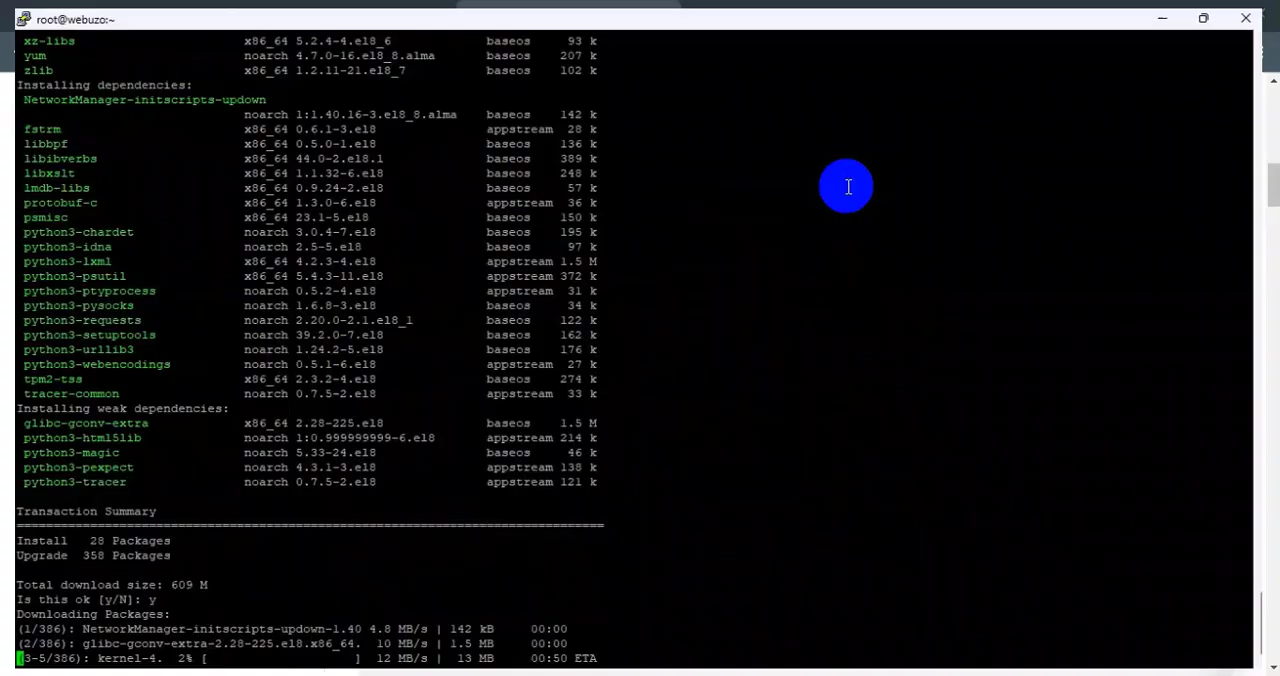 root@webuzo:~
xz-libs x86_64 5.2.4-4.el8_6 baseos 93 k
yum noarch 4.7.0-16.el8_8.alma baseos 207 k
zlib x86_64 1.2.11-21.el8_7 baseos 102 k
Installing dependencies:
NetworkManager-initscripts-updown
noarch 1:1.40.16-3.el8_8.alma baseos 142 k
fstrm x86_64 0.6.1-3.el8 appstream 28 k
libbpf x86_64 0.5.0-1.el8 baseos 136 k
libibverbs x86_64 44.0-2.el8.1 baseos 389 k
libxslt x86_64 1.1.32-6.el8 baseos 248 k
lmdb-libs x86_64 0.9.24-2.el8 baseos 57 k
protobuf-c x86_64 1.3.0-6.el8 appstream 36 k
psmisc x86_64 23.1-5.el8 baseos 150 k
python3-chardet noarch 3.0.4-7.el8 baseos 195 k
python3-idna noarch 2.5-5.el8 baseos 97 k
python3-lxml x86_64 4.2.3-4.el8 appstream 1.5 M
python3-psutil x86_64 5.4.3-11.el8 appstream 372 k
python3-ptyprocess noarch 0.5.2-4.el8 appstream 31 k
python3-pysocks noarch 1.6.8-3.el8 baseos 34 k
python3-requests noarch 2.20.0-2.1.el8_1 baseos 122 k
python3-setuptools noarch 39.2.0-7.el8 baseos 162 k
python3-urllib3 noarch 1.24.2-5.el8 baseos 176 k
python3-webencodings noarch 0.5.1-6.el8 appstream 27 k
tpm2-tss x86_64 2.3.2-4.el8 baseos 274 k
tracer-common noarch 0.7.5-2.el8 appstream 33 k
Installing weak dependencies:
glibc-gconv-extra x86_64 2.28-225.el8 baseos 1.5 M
python3-html5lib noarch 1:0.999999999-6.el8 appstream 214 k
python3-magic noarch 5.33-24.el8 baseos 46 k
python3-pexpect noarch 4.3.1-3.el8 appstream 138 k
python3-tracer noarch 0.7.5-2.el8 appstream 121 k
Transaction Summary
================================================================================
Install 28 Packages
Upgrade 358 Packages
Total download size: 609 M
Is this ok [y/N]: y
Downloading Packages:
(1/386): NetworkManager-initscripts-updown-1.40 4.8 MB/s | 142 kB 00:00
(2/386): glibc-gconv-extra-2.28-225.el8.x86_64. 10 MB/s | 1.5 MB 00:00
(3-5/386): kernel-4. 2% [ ] 12 MB/s | 13 MB 00:50 ETA